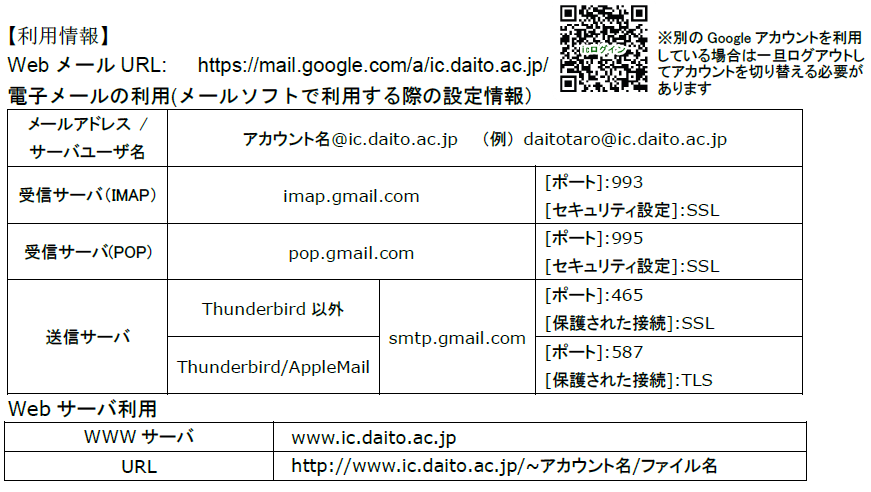 【利用情報】
Web メール URL: https://mail.google.com/a/ic.daito.ac.jp/
icログイン
※別の Google アカウントを利用
している場合は一旦ログアウトし
てアカウントを切り替える必要が
あります
電子メールの利用(メールソフトで利用する際の設定情報)
メールアドレス /
サーバユーザ名
アカウント名@ic.daito.ac.jp (例) daitotaro@ic.daito.ac.jp
受信サーバ(IMAP)
imap.gmail.com
[ポート]:993
[セキュリティ設定]:SSL
受信サーバ(POP)
pop.gmail.com
[ポート]:995
[セキュリティ設定]:SSL
送信サーバ
Thunderbird 以外
smtp.gmail.com
[ポート]:465
[保護された接続]:SSL
Thunderbird/AppleMail
[ポート]:587
[保護された接続]:TLS
Web サーバ利用
WWW サーバ
www.ic.daito.ac.jp
URL
http://www.ic.daito.ac.jp/~アカウント名/ファイル名